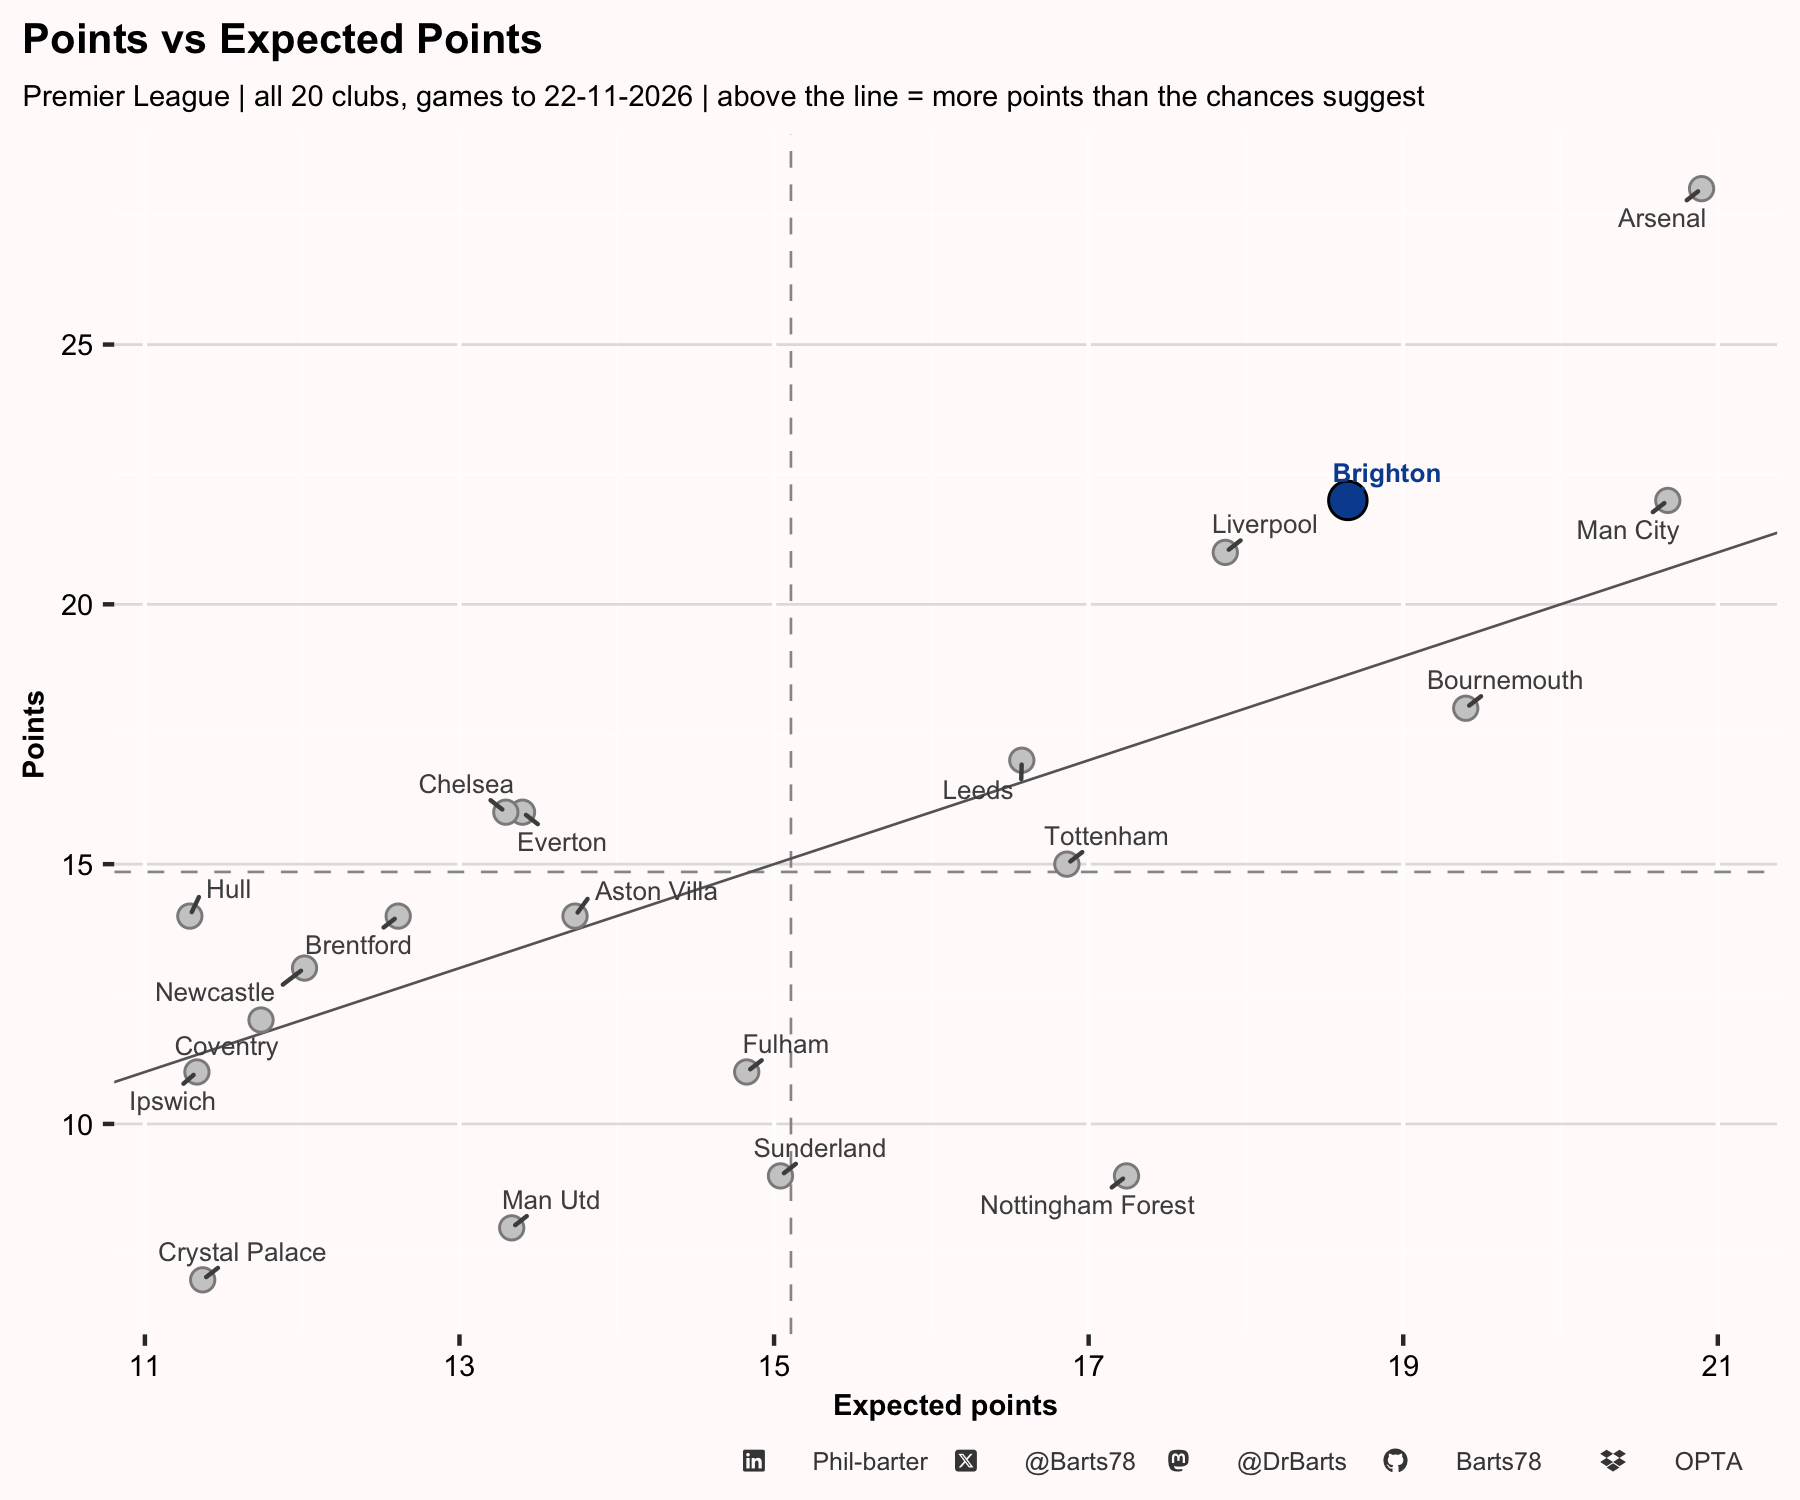 Points vs Expected Points
Premier League | all 20 clubs, games to 22-11-2026 | above the line = more points than the chances suggest
Arsenal
25
Brighton
Liverpool
Man City
20
Bournemouth
Points
Chelsea
Leeds
Everton
Tottenham
15
Hull
Aston Villa
Brentford
Newcastle
Coventry
Fulham
Ipswich
10
Sunderland
Man Utd
Nottingham Forest
Crystal Palace
11 13 15 17 19 21
Expected points
Phil-barter @Barts78 @DrBarts Barts78 OPTA